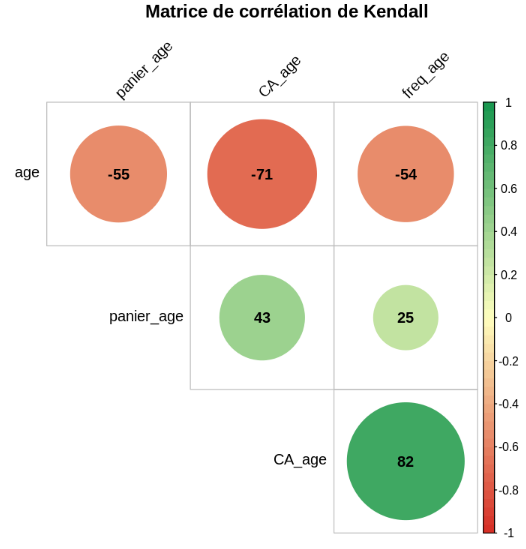 Matrice de corrélation de Kendall
panier_age
CA_age
freq_age
age
-55
-71
-54
panier_age
43
25
CA_age
82
1
0.8
0.6
0.4
0.2
0
-0.2
-0.4
-0.6
-0.8
-1